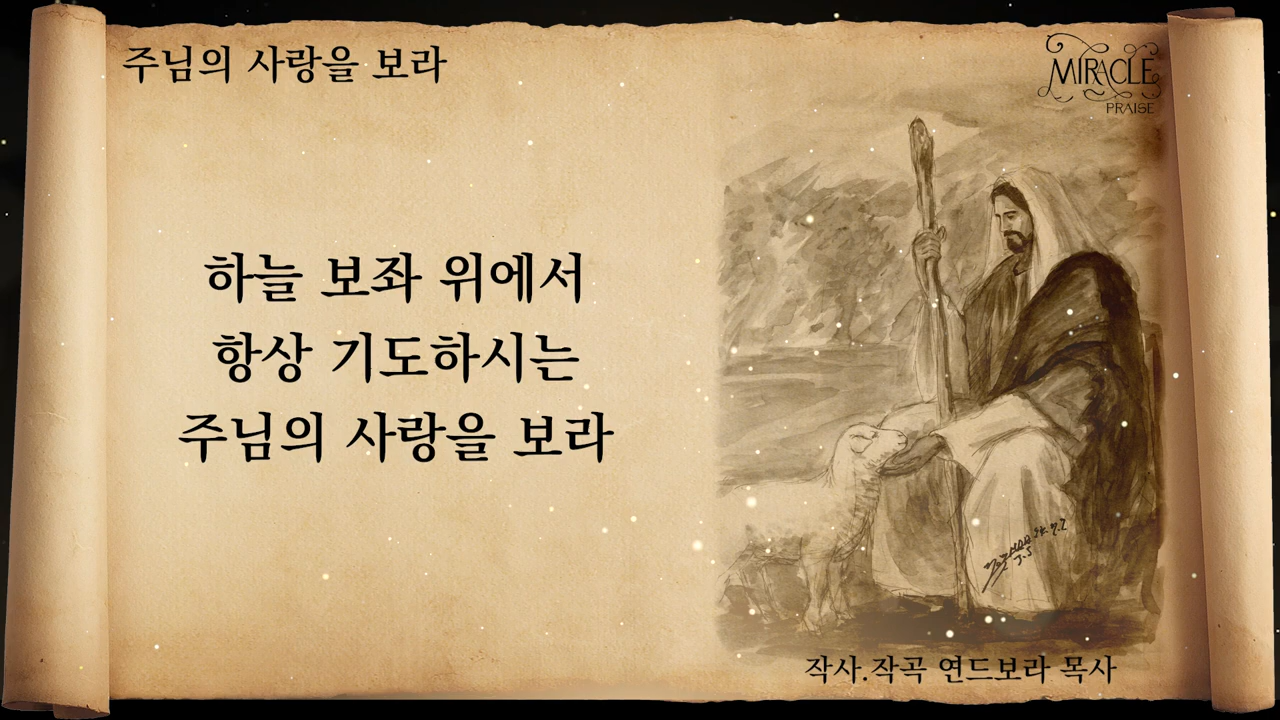 주님의 사랑을 보라
MIRACLE
PRAISE
하늘 보좌 위에서
항상 기도하시는
주님의 사랑을 보라
작사.작곡 연드보라 목사